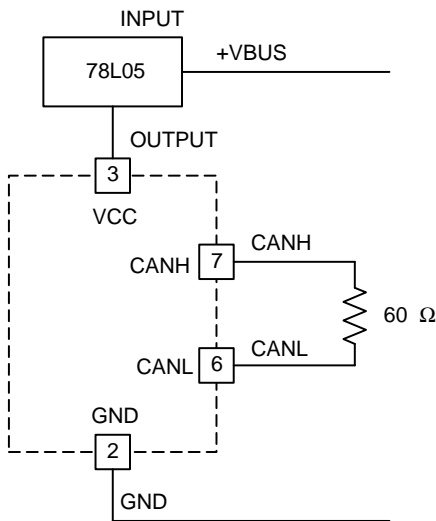 INPUT
78L05
+VBUS
OUTPUT
3
VCC
CANH
7
CANH
60 Ω
CANL
6
CANL
GND
2
GND